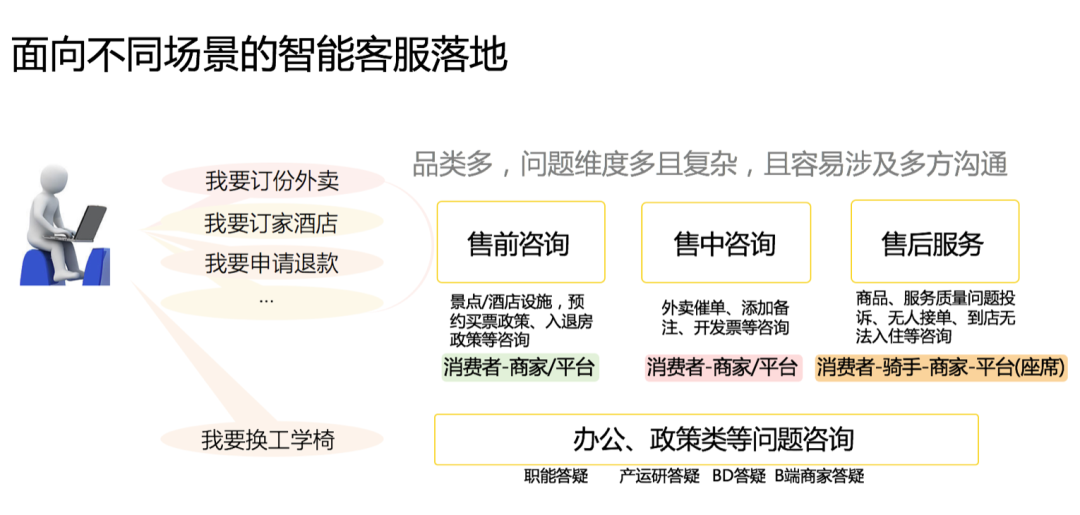 面向不同场景的智能客服落地
品类多，问题维度多且复杂，且容易涉及多方沟通
我要订份外卖
我要订家酒店
我要申请退款
...
售前咨询
景点/酒店设施，预
约买票政策、入退房
政策等咨询
消费者-商家/平台
售中咨询
外卖催单、添加备
注、开发票等咨询
消费者-商家/平台
售后服务
商品、服务质量问题投
诉、无人接单、到店无
法入住等咨询
消费者-骑手-商家-平台(座席)
我要换工学椅
办公、政策类等问题咨询
职能答疑 产运研答疑 BD答疑 B端商家答疑